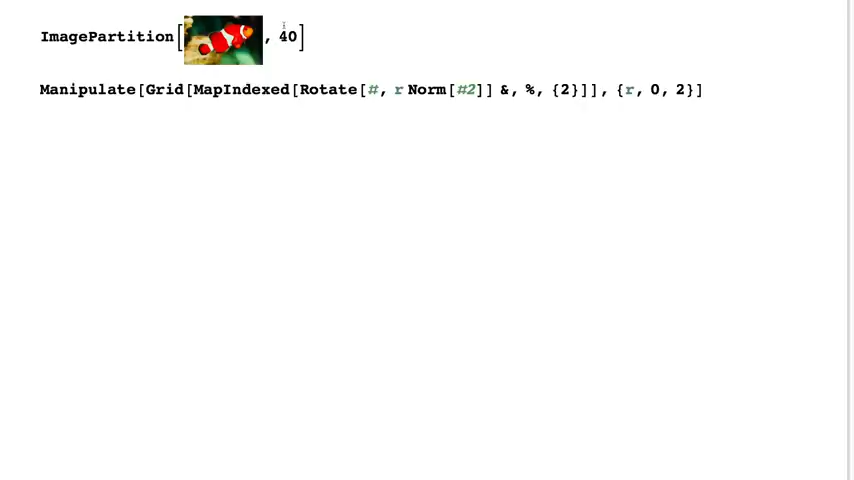 ImagePartition[ , 40]
Manipulate[Grid[MapIndexed[Rotate[#, r Norm[#2]] &, %, {2}]], {r, 0, 2}]